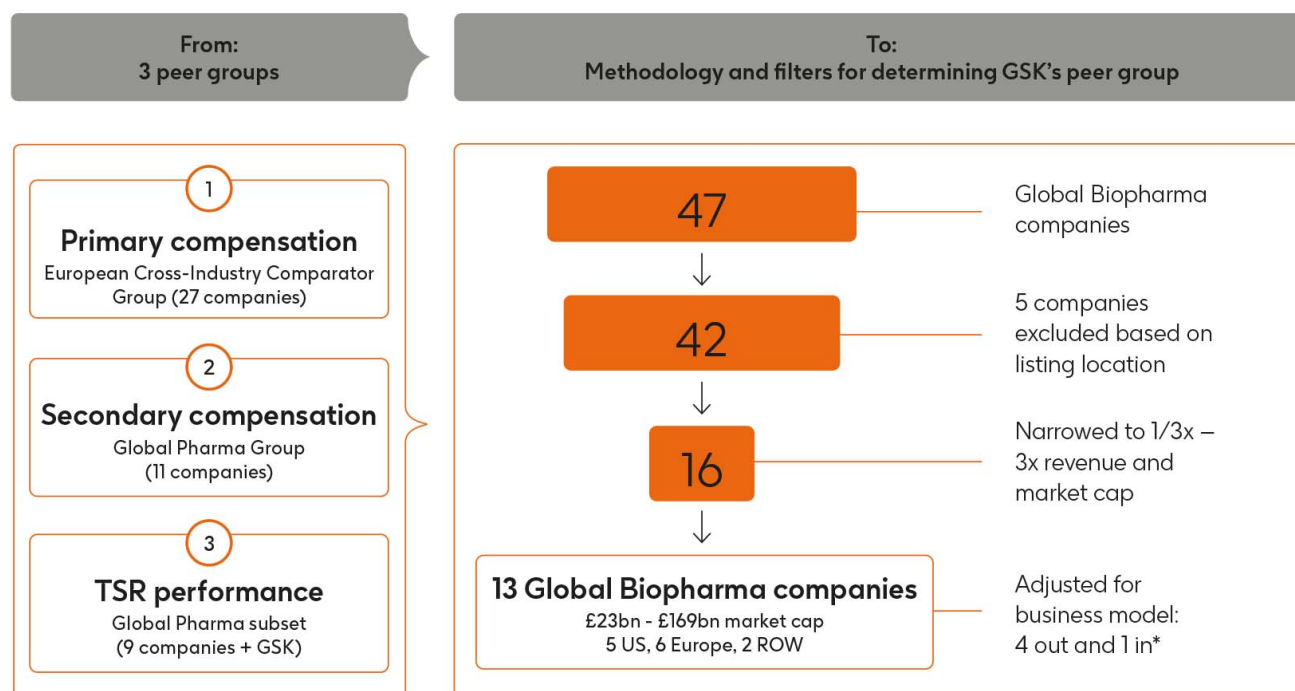 From:
3 peer groups
To:
Methodology and filters for determining GSK's peer group
1
Primary compensation
European Cross-Industry Comparator
Group (27 companies)
2
Secondary compensation
Global Pharma Group
(11 companies)
3
TSR performance
Global Pharma subset
(9 companies + GSK)
47
Global Biopharma
companies
42
5 companies
excluded based on
listing location
16
Narrowed to 1/3x –
3x revenue and
market cap
13 Global Biopharma companies
£23bn - £169bn market cap
5 US, 6 Europe, 2 ROW
Adjusted for
business model:
4 out and 1 in*